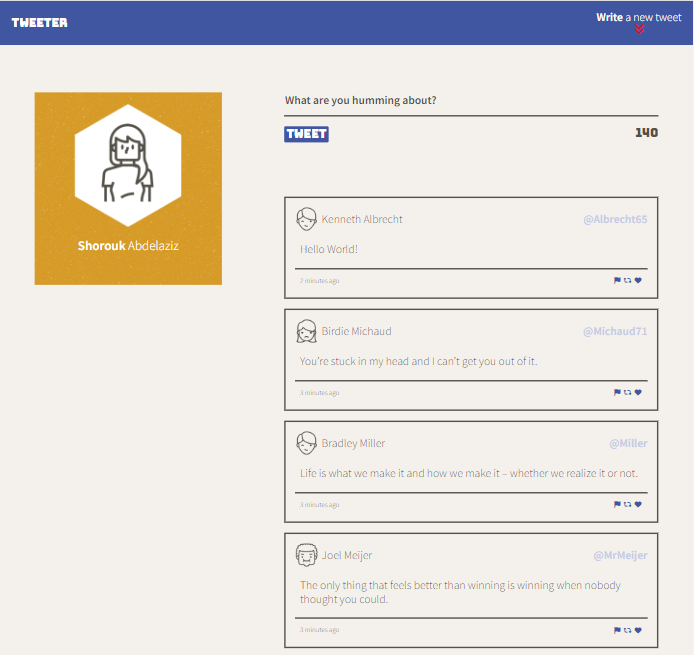 TWEETER
Write a new tweet
Shorouk Abdelaziz
What are you humming about?
TWEET
140
Kenneth Albrecht
@Albrecht65
Hello World!
2 minutes ago
Birdie Michaud
@Michaud71
You're stuck in my head and I can't get you out of it.
3 minutes ago
Bradley Miller
@Miller
Life is what we make it and how we make it – whether we realize it or not.
3 minutes ago
Joel Meijer
@MrMeijer
The only thing that feels better than winning is winning when nobody
thought you could.
3 minutes ago